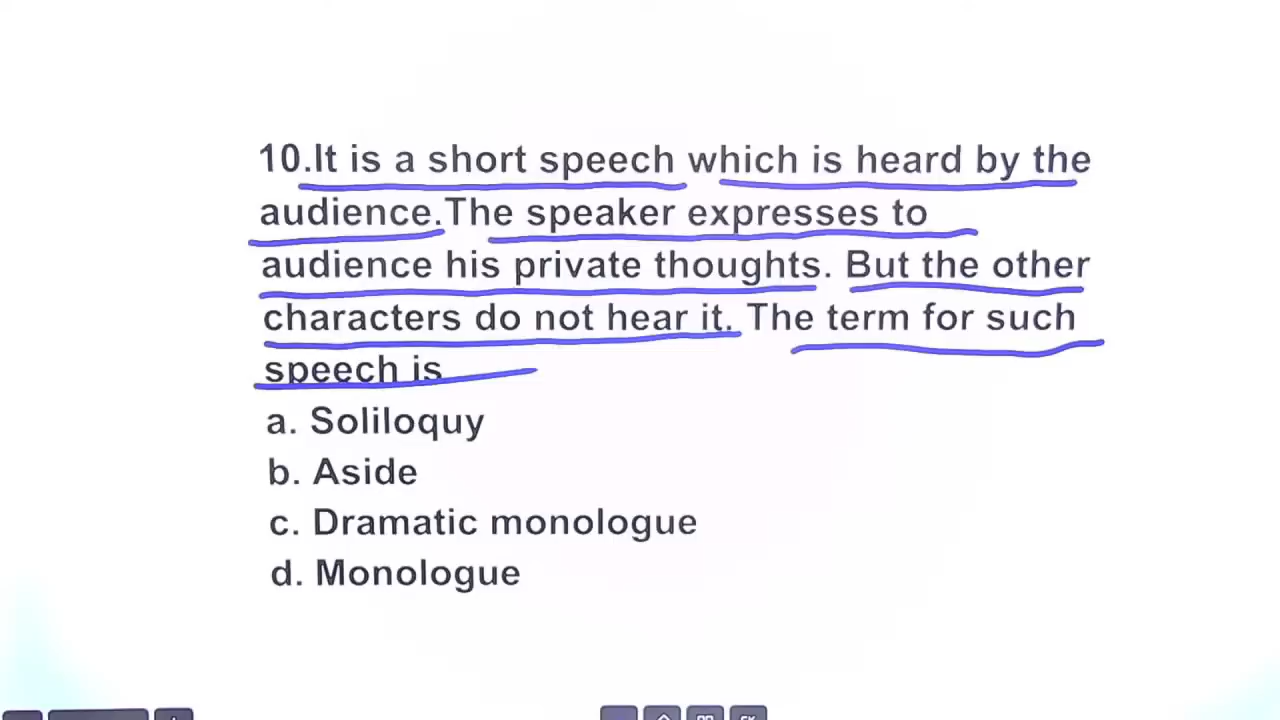 10.It is a short speech which is heard by the
audience.The speaker expresses to
audience his private thoughts. But the other
characters do not hear it. The term for such
speech is
a. Soliloquy
b. Aside
c. Dramatic monologue
d. Monologue